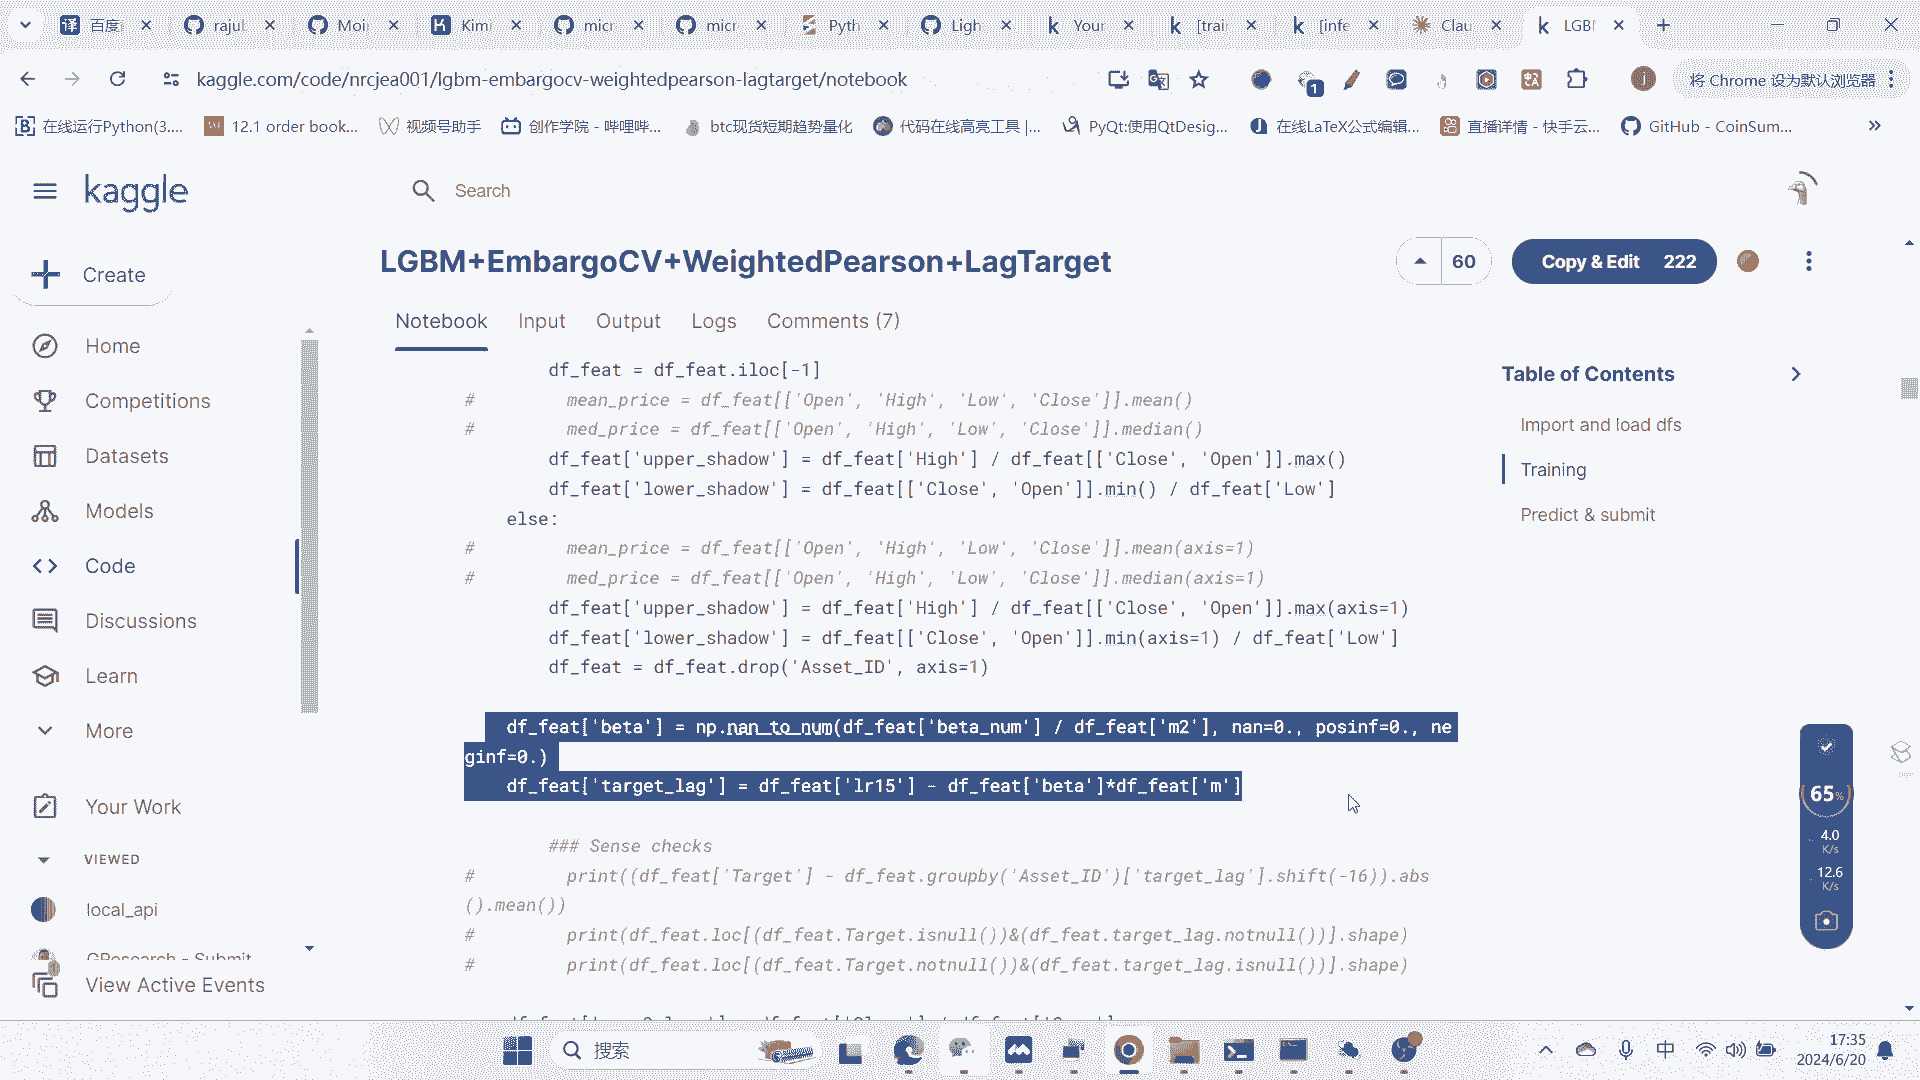 百度
rajul
Moi
Kimi
micr
micr
Pyth
Ligh
Your
[trai
[infe
Clau
LGBI
kaggle.com/code/nrcjea001/lgbm-embargocv-weightedpearson-lagtarget/notebook
1
将 Chrome 设为默认浏览器
在线运行Python(3....
12.1 order book...
视频号助手
创作学院 - 哔哩哔...
btc现货短期趋势量化
代码在线高亮工具 |...
PyQt:使用QtDesig...
在线LaTeX公式编辑...
直播详情 - 快手云...
GitHub - CoinSum...
kaggle
Search
Create
LGBM+EmbargoCV+WeightedPearson+LagTarget
60
Copy & Edit 222
Notebook
Input
Output
Logs
Comments (7)
Home
Competitions
Datasets
Models
Code
Discussions
Learn
More
Your Work
VIEWED
local_api
GResearch - Submit
View Active Events
df_feat = df_feat.iloc[-1]
# mean_price = df_feat[['Open', 'High', 'Low', 'Close']].mean()
# med_price = df_feat[['Open', 'High', 'Low', 'Close']].median()
df_feat['upper_shadow'] = df_feat['High'] / df_feat[['Close', 'Open']].max()
df_feat['lower_shadow'] = df_feat[['Close', 'Open']].min() / df_feat['Low']
else:
# mean_price = df_feat[['Open', 'High', 'Low', 'Close']].mean(axis=1)
# med_price = df_feat[['Open', 'High', 'Low', 'Close']].median(axis=1)
df_feat['upper_shadow'] = df_feat['High'] / df_feat[['Close', 'Open']].max(axis=1)
df_feat['lower_shadow'] = df_feat[['Close', 'Open']].min(axis=1) / df_feat['Low']
df_feat = df_feat.drop('Asset_ID', axis=1)
df_feat['beta'] = np.nan_to_num(df_feat['beta_num'] / df_feat['m2'], nan=0., posinf=0., ne
ginf=0.)
df_feat['target_lag'] = df_feat['lr15'] - df_feat['beta']*df_feat['m']
### Sense checks
# print((df_feat['Target'] - df_feat.groupby('Asset_ID')['target_lag'].shift(-16)).abs
().mean())
# print(df_feat.loc[(df_feat.Target.isnull())&(df_feat.target_lag.notnull())].shape)
# print(df_feat.loc[(df_feat.Target.notnull())&(df_feat.target_lag.isnull())].shape)
Table of Contents
Import and load dfs
Training
Predict & submit
65%
4.0
K/s
12.6
K/s
搜索
中
17:35
2024/6/20